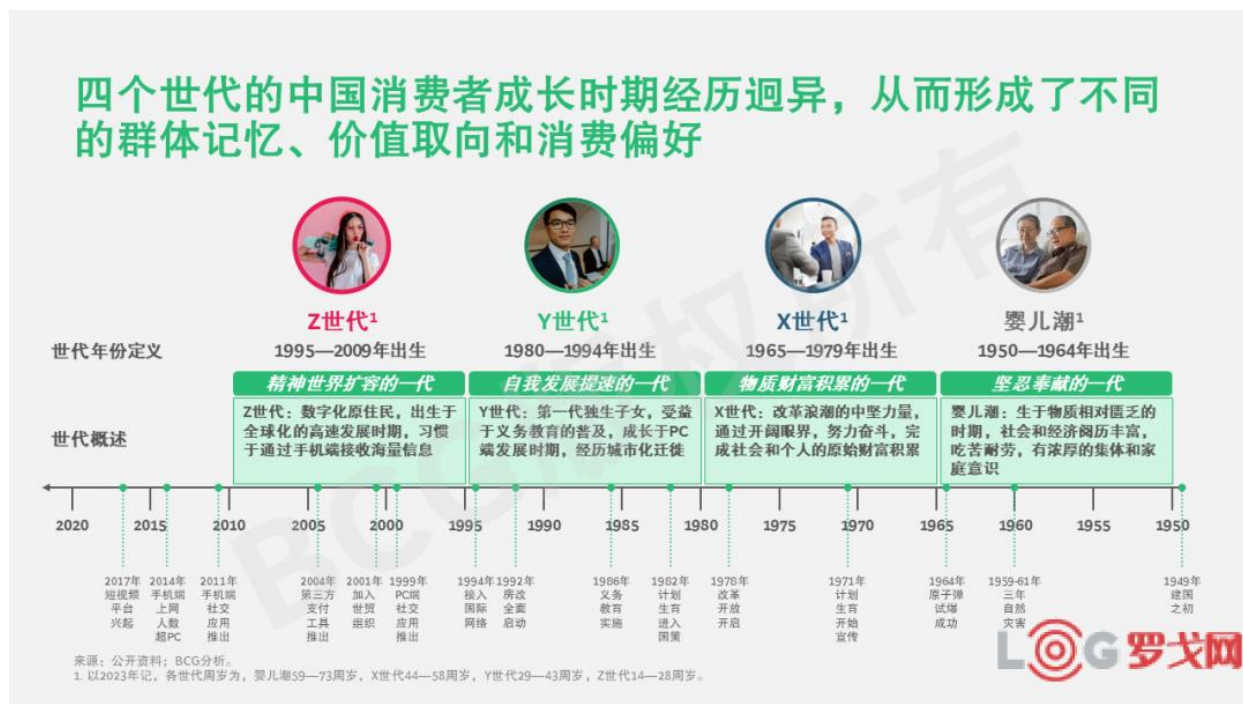 四个世代的中国消费者成长时期经历迥异，从而形成了不同
的群体记忆、价值取向和消费偏好
Z世代¹
Y世代¹
X世代¹
婴儿潮¹
世代年份定义
1995—2009年出生
1980—1994年出生
1965—1979年出生
1950—1964年出生
精神世界扩容的一代
自我发展提速的一代
物质财富积累的一代
坚忍奉献的一代
世代概述
Z世代：数字化原住民，出生于
全球化的高速发展时期，习惯
于通过手机端接收海量信息
Y世代：第一代独生子女，受益
于义务教育的普及，成长于PC
端发展时期，经历城市化迁徙
X世代：改革浪潮的中坚力量，
通过开阔眼界，努力奋斗，完
成社会和个人的原始财富积累
婴儿潮：生于物质相对匮乏的
时期，社会和经济阅历丰富，
吃苦耐劳，有浓厚的集体和家
庭意识
2020
2015
2010
2005
2000
1995
1990
1985
1980
1975
1970
1965
1960
1955
1950
2017年
短视频
平台
兴起
2014年
手机端
上网
人数
超PC
2011年
手机端
社交
应用
推出
2004年
第三方
支付
工具
推出
2001年
加入
世贸
组织
1999年
PC端
社交
应用
推出
1994年
接入
国际
网络
1992年
房改
全面
启动
1986年
义务
教育
实施
1982年
计划
生育
进入
国策
1978年
改革
开放
开启
1971年
计划
生育
开始
宣传
1964年
原子弹
试爆
成功
1959-61年
三年
自然
灾害
1949年
建国
之初
来源：公开资料；BCG分析。
1. 以2023年记，各世代周岁为，婴儿潮59—73周岁，X世代44—58周岁，Y世代29—43周岁，Z世代14—28周岁。
BCG版权所有
LOG罗戈网